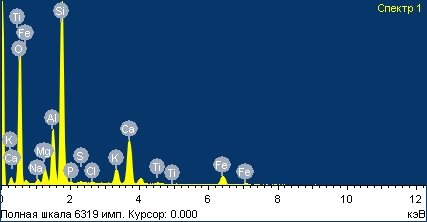 Спектр 1
Ti
Fe
O
Si
K
Ca
Na
Mg
Al
P
S
Cl
K
Ca
Ti
Ti
Fe
Fe
0 2 4 6 8 10 12
Полная шкала 6319 имп. Курсор: 0.000 кэВ